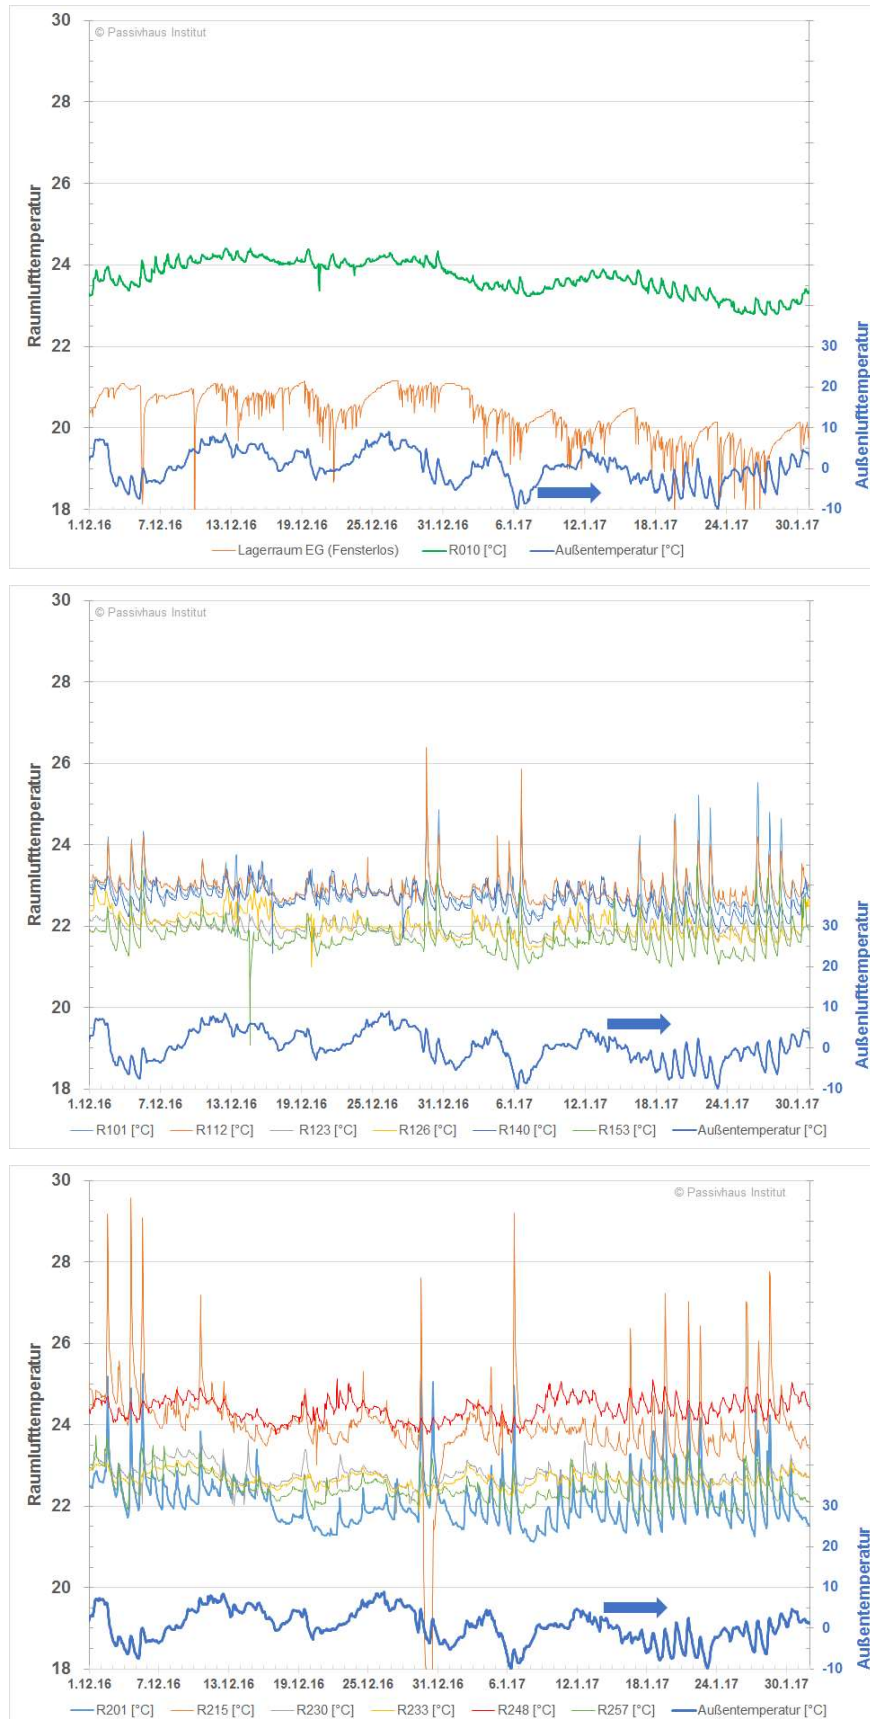 © Passivhaus Institut
Raumlufttemperatur
30
28
26
24
22
20
18
Außenlufttemperatur
30
20
10
0
-10
1.12.16 7.12.16 13.12.16 19.12.16 25.12.16 31.12.16 6.1.17 12.1.17 18.1.17 24.1.17 30.1.17
Lagerraum EG (Fensterlos) R010 [°C] Außentemperatur [°C]
© Passivhaus Institut
Raumlufttemperatur
30
28
26
24
22
20
18
Außenlufttemperatur
30
20
10
0
-10
1.12.16 7.12.16 13.12.16 19.12.16 25.12.16 31.12.16 6.1.17 12.1.17 18.1.17 24.1.17 30.1.17
R101 [°C] R112 [°C] R123 [°C] R126 [°C] R140 [°C] R153 [°C] Außentemperatur [°C]
© Passivhaus Institut
Raumlufttemperatur
30
28
26
24
22
20
18
Außenlufttemperatur
30
20
10
0
-10
1.12.16 7.12.16 13.12.16 19.12.16 25.12.16 31.12.16 6.1.17 12.1.17 18.1.17 24.1.17 30.1.17
R201 [°C] R215 [°C] R230 [°C] R233 [°C] R248 [°C] R257 [°C] Außentemperatur [°C]